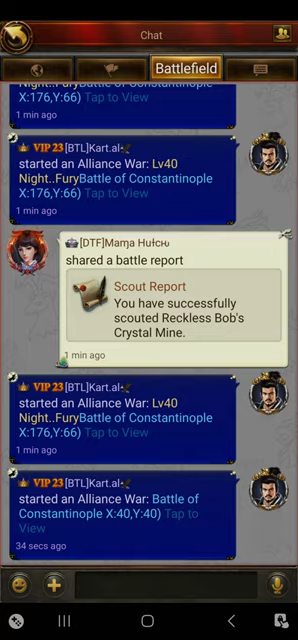 Chat
Battlefield
Night..FuryBattle of Constantinople
X:176,Y:66) Tap to View
1 min ago
VIP 23 [BTL]Kart.al
started an Alliance War: Lv40
Night..FuryBattle of Constantinople
X:176,Y:66) Tap to View
1 min ago
[DTF]Maɱa Huŧcƕ
shared a battle report
Scout Report
You have successfully
scouted Reckless Bob's
Crystal Mine.
1 min ago
VIP 23 [BTL]Kart.al
started an Alliance War: Lv40
Night..FuryBattle of Constantinople
X:176,Y:66) Tap to View
1 min ago
VIP 23 [BTL]Kart.al
started an Alliance War: Battle of
Constantinople X:40,Y:40) Tap to
View
34 secs ago